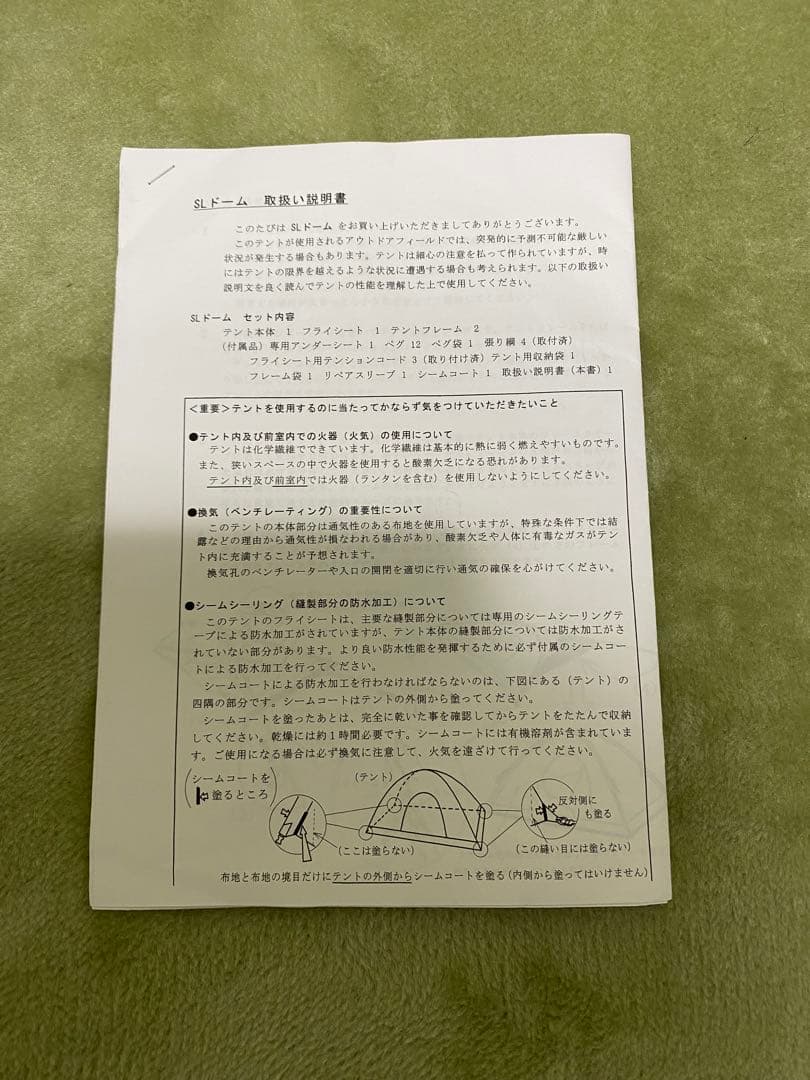 SLドーム 取扱い説明書
このたびは SLドーム をお買い上げいただきましてありがとうございます。
このテントが使用されるアウトドアフィールドでは、突発的に予測不可能な厳しい
状況が発生する場合もあります。テントは細心の注意を払って作られていますが、時
にはテントの限界を越えるような状況に遭遇する場合も考えられます。以下の取扱い
説明文を良く読んでテントの性能を理解した上で使用してください。
SLドーム セット内容
テント本体 1 フライシート 1 テントフレーム 2
(付属品)専用アンダーシート 1 ペグ 12 ペグ袋 1 張り綱 4(取付済)
フライシート用テンションコード 3(取り付け済)テント用収納袋 1
フレーム袋 1 リペアスリーブ 1 シームコート 1 取扱い説明書(本書)1
<重要>テントを使用するのに当たってかならず気をつけていただきたいこと
●テント内及び前室内での火器(火気)の使用について
テントは化学繊維でできています。化学繊維は基本的に熱に弱く燃えやすいものです。
また、狭いスペースの中で火器を使用すると酸素欠乏になる恐れがあります。
テント内及び前室内では火器(ランタンを含む)を使用しないようにしてください。
●換気(ベンチレーティング)の重要性について
このテントの本体部分は通気性のある布地を使用していますが、特殊な条件下では結
露などの理由から通気性が損なわれる場合があり、酸素欠乏や人体に有毒なガスがテン
ト内に充満することが予想されます。
換気孔のベンチレーターや入口の開閉を適切に行い通気の確保を心がけてください。
●シームシーリング(縫製部分の防水加工)について
このテントのフライシートは、主要な縫製部分については専用のシームシーリングテ
ープによる防水加工がされていますが、テント本体の縫製部分については防水加工がさ
れていない部分があります。より良い防水性能を発揮するために必ず付属のシームコー
トによる防水加工を行ってください。
シームコートによる防水加工を行わなければならないのは、下図にある(テント)の
四隅の部分です。シームコートはテントの外側から塗ってください。
シームコートを塗ったあとは、完全に乾いた事を確認してからテントをたたんで収納
してください。乾燥には約1時間必要です。シームコートには有機溶剤が含まれていま
す。ご使用になる場合は必ず換気に注意して、火気を遠ざけて行ってください。
(シームコートを
塗るところ)
(テント)
反対側に
も塗る
(ここは塗らない)
(この縫い目には塗らない)
布地と布地の境目だけにテントの外側からシームコートを塗る(内側から塗ってはいけません)